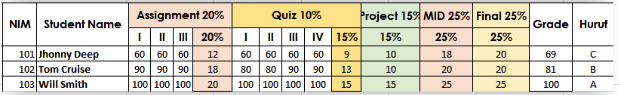 NIM Student Name Assignment 20% Quiz 10% Project 15% MID 25% Final 25% Grade Huruf
I II III 20% I II III IV 15% 15% 25% 25%
101 Jhonny Deep 60 60 60 12 60 60 60 60 9 10 18 20 69 C
102 Tom Cruise 90 90 90 18 80 80 90 90 13 10 20 20 81 B
103 Will Smith 100 100 100 20 100 100 100 100 15 15 25 25 100 A